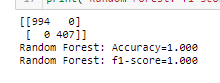 [[994 0]
[ 0 407]]
Random Forest: Accuracy=1.000
Random Forest: f1-score=1.000